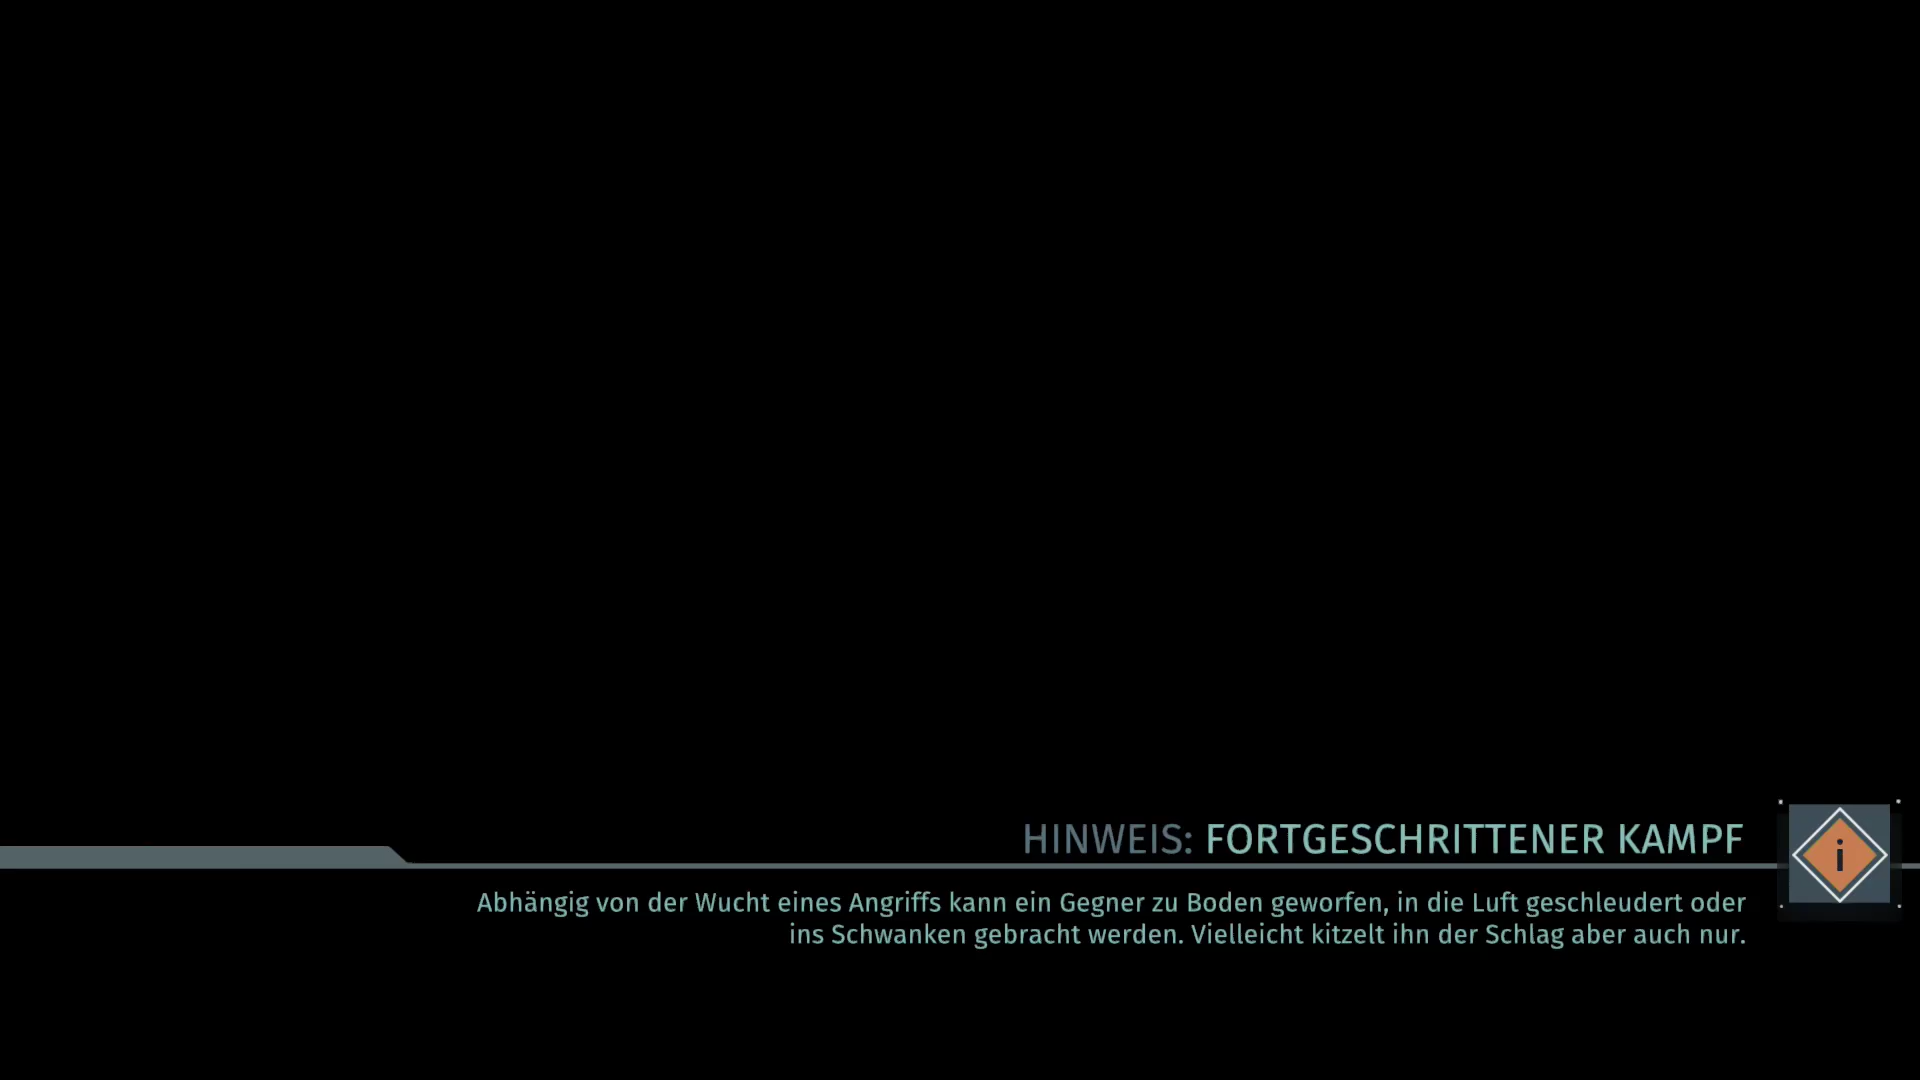 HINWEIS: FORTGESCHRITTENER KAMPF
i
Abhängig von der Wucht eines Angriffs kann ein Gegner zu Boden geworfen, in die Luft geschleudert oder
ins Schwanken gebracht werden. Vielleicht kitzelt ihn der Schlag aber auch nur.